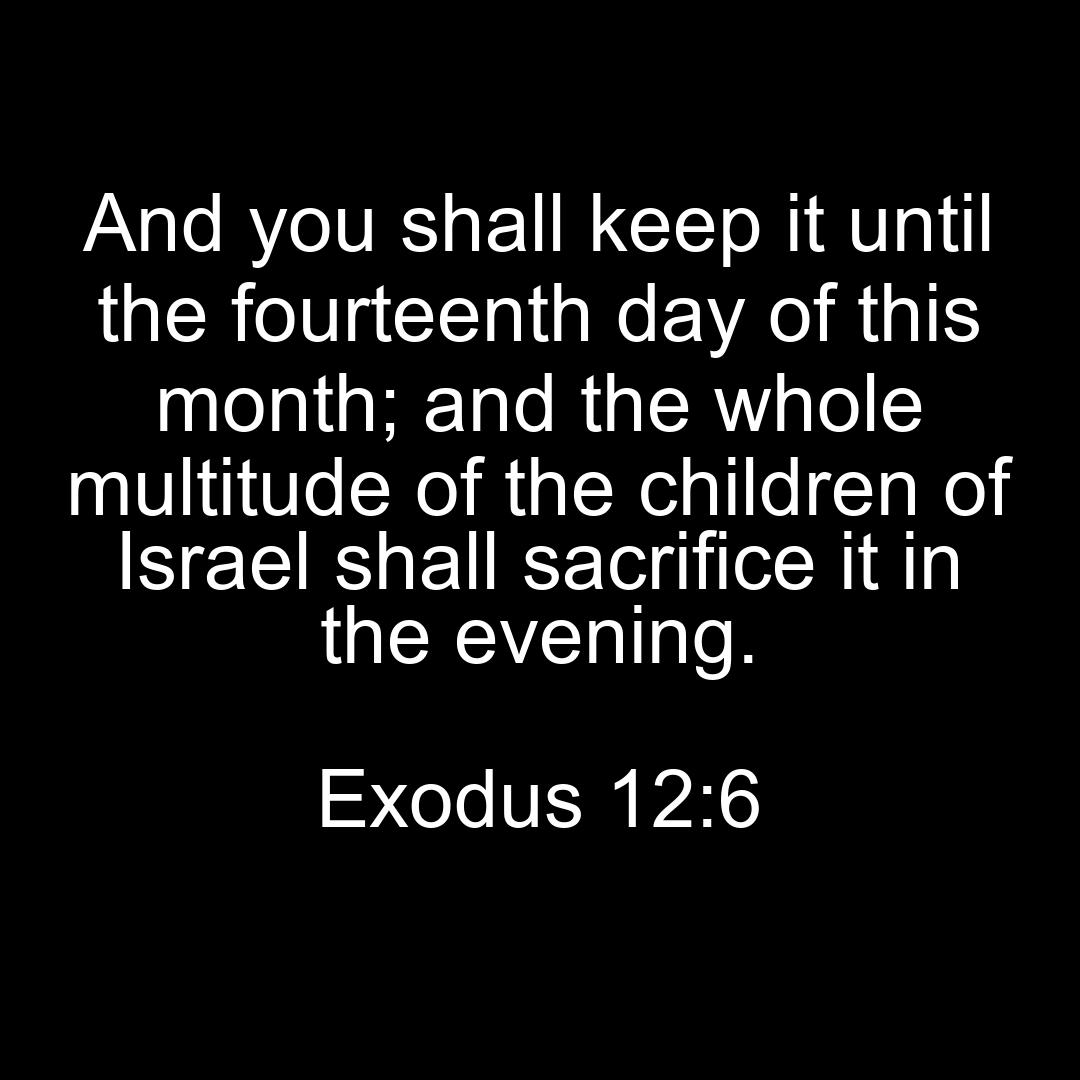 And you shall keep it until
the fourteenth day of this
month; and the whole
multitude of the children of
Israel shall sacrifice it in
the evening.
Exodus 12:6